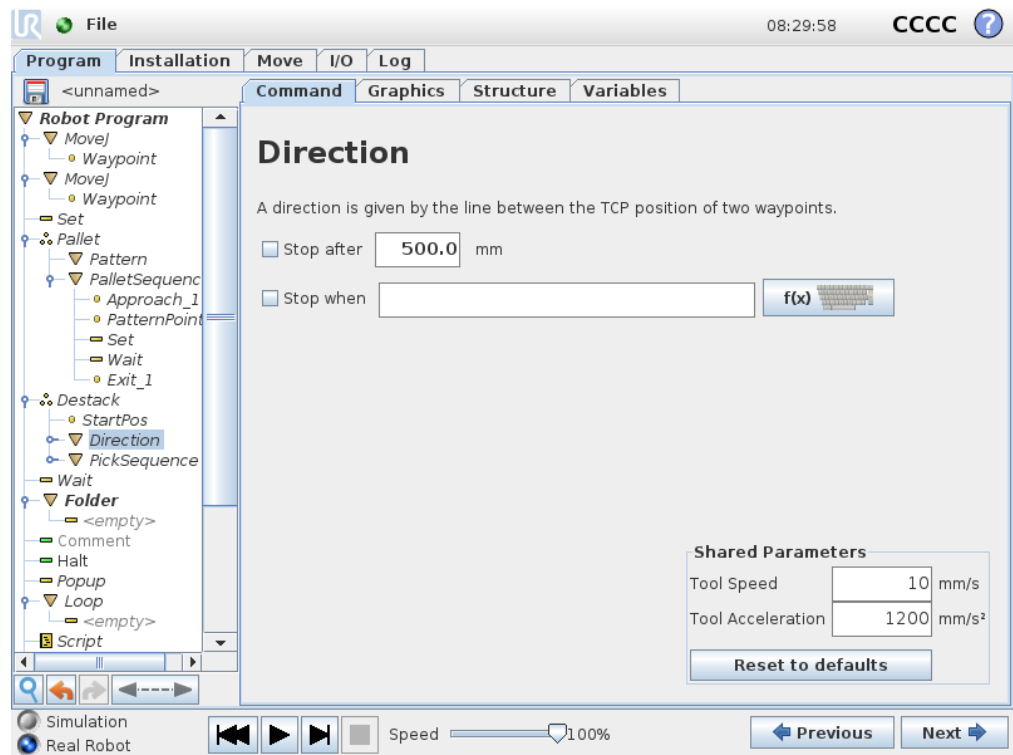 UR File 08:29:58 CCCC ?
Program Installation Move I/O Log
<unnamed> Command Graphics Structure Variables
Robot Program
MoveJ
Waypoint
MoveJ
Waypoint
Set
Pallet
Pattern
PalletSequenc
Approach_1
PatternPoint
Set
Wait
Exit_1
Destack
StartPos
Direction
PickSequence
Wait
Folder
<empty>
Comment
Halt
Popup
Loop
<empty>
Script
Direction
A direction is given by the line between the TCP position of two waypoints.
Stop after 500.0 mm
Stop when f(x)
Shared Parameters
Tool Speed 10 mm/s
Tool Acceleration 1200 mm/s²
Reset to defaults
Simulation
Real Robot
Speed 100%
Previous Next